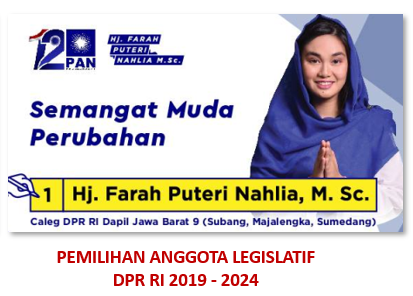 12 PAN
HJ. FARAH
PUTERI
NAHLIA M.Sc.
Semangat Muda
Perubahan
1 Hj. Farah Puteri Nahlia, M. Sc.
Caleg DPR RI Dapil Jawa Barat 9 (Subang, Majalengka, Sumedang)
PEMILIHAN ANGGOTA LEGISLATIF
DPR RI 2019 - 2024